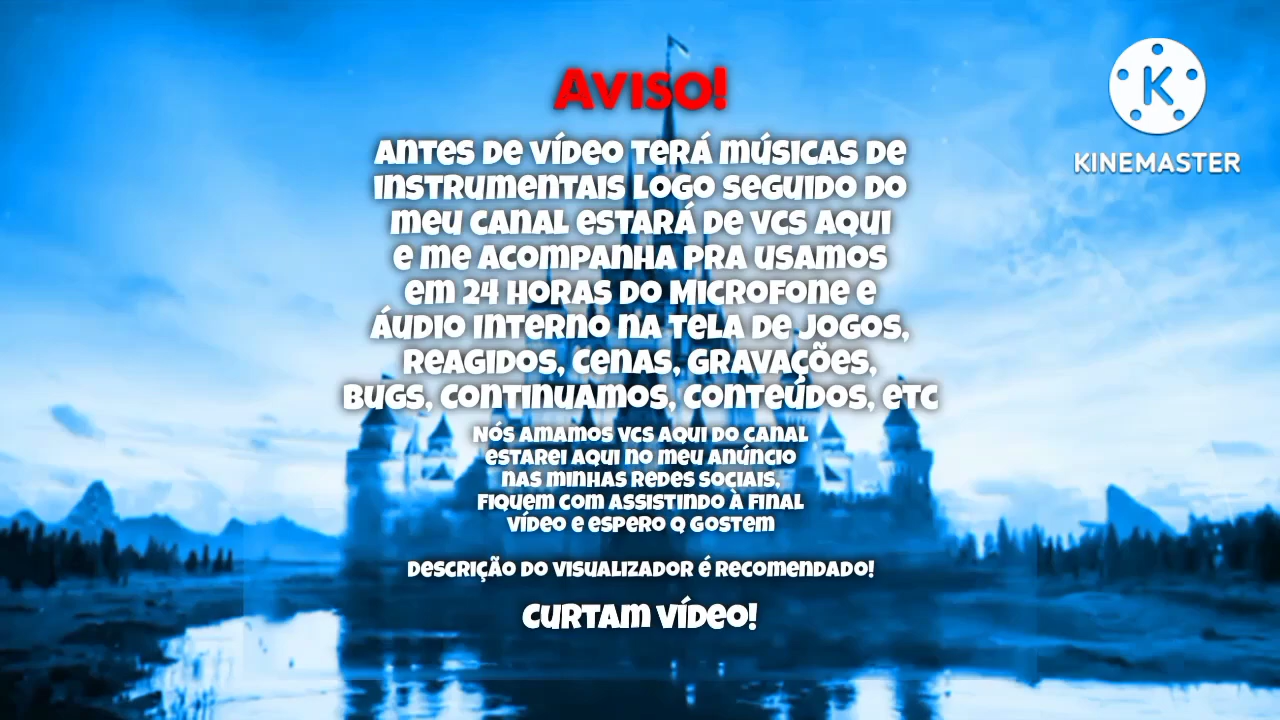 Aviso!
K
KINEMASTER
Antes de vídeo terá músicas de
instrumentais logo seguido do
meu canal estará de vcs aqui
e me acompanha pra usamos
em 24 horas do microfone e
áudio interno na tela de jogos,
reagidos, cenas, gravações,
bugs, continuamos, conteúdos, etc
Nós amamos vcs aqui do canal
estarei aqui no meu anúncio
nas minhas redes sociais,
fiquem com assistindo à final
vídeo e espero q gostem
Descrição do visualizador é recomendado!
Curtam vídeo!